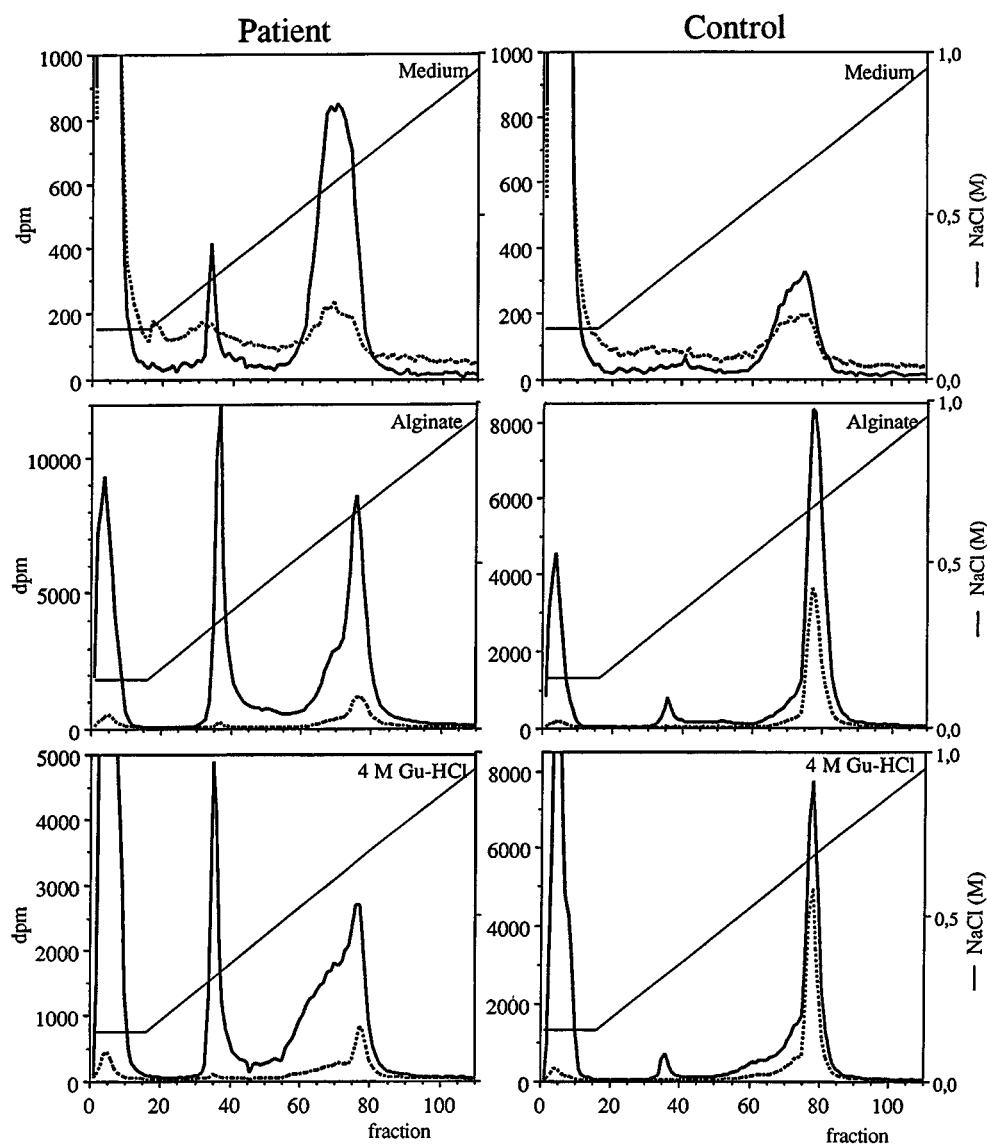 Patient
Control
1000
800
600
400
200
0
dpm
Medium
1000
800
600
400
200
0
Medium
1,0
0,5
0,0
— NaCl (M)
10000
5000
0
dpm
Alginate
8000
6000
4000
2000
0
Alginate
1,0
0,5
0,0
— NaCl (M)
5000
4000
3000
2000
1000
0
dpm
4 M Gu-HCl
0 20 40 60 80 100
fraction
8000
6000
4000
2000
0
4 M Gu-HCl
0 20 40 60 80 100
fraction
1,0
0,5
0,0
— NaCl (M)